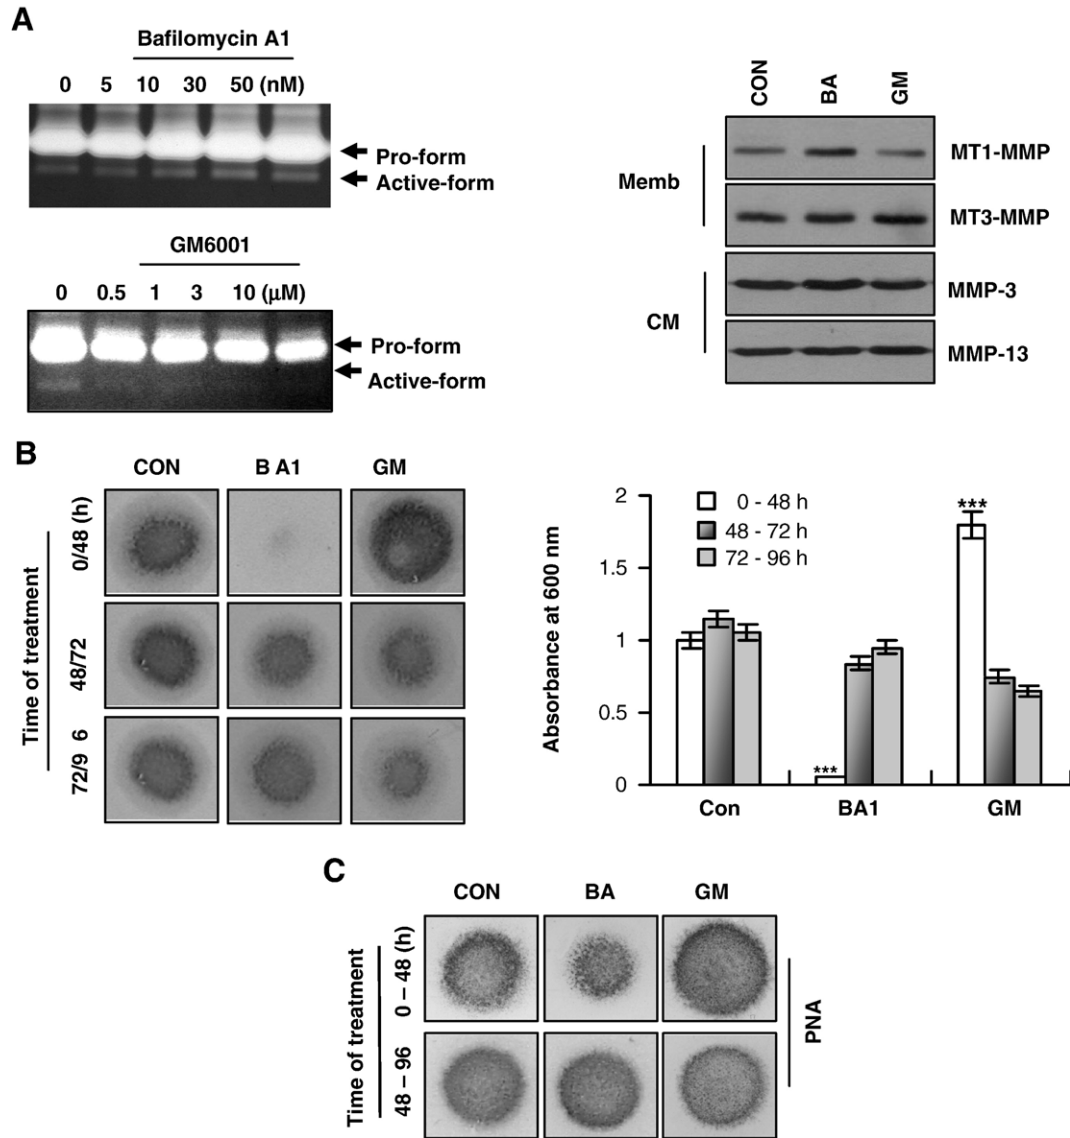 A
Bafilomycin A1
0 5 10 30 50 (nM)
Pro-form
Active-form
GM6001
0 0.5 1 3 10 (μM)
Pro-form
Active-form
CON BA GM
Memb
MT1-MMP
MT3-MMP
CM
MMP-3
MMP-13
B
CON B A1 GM
Time of treatment
0/48 (h)
48/72
72/9 6
Absorbance at 600 nm
2
1.5
1
0.5
0
0 - 48 h
48 - 72 h
72 - 96 h
***
***
Con BA1 GM
C
CON BA GM
Time of treatment
0 – 48 (h)
48 – 96
PNA